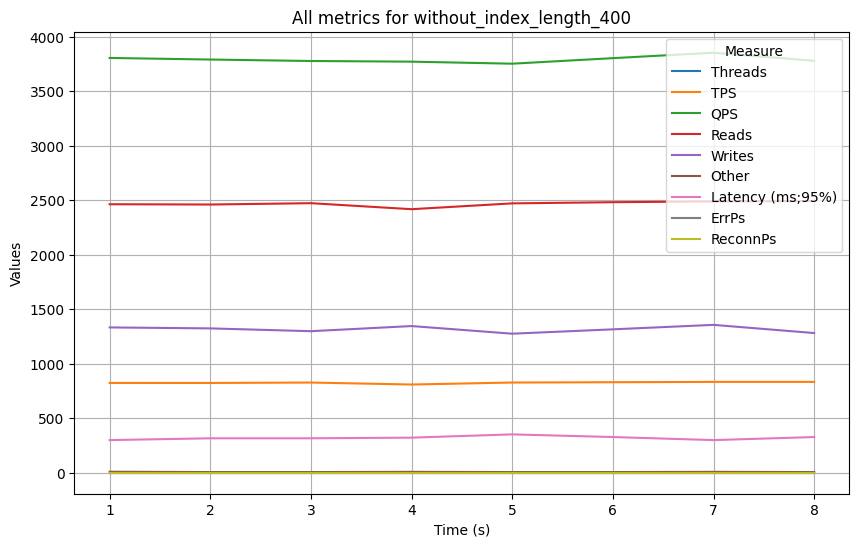 All metrics for without_index_length_400
4000
3500
3000
2500
2000
1500
1000
500
0
Values
1 2 3 4 5 6 7 8
Time (s)
Measure
Threads
TPS
QPS
Reads
Writes
Other
Latency (ms;95%)
ErrPs
ReconnPs